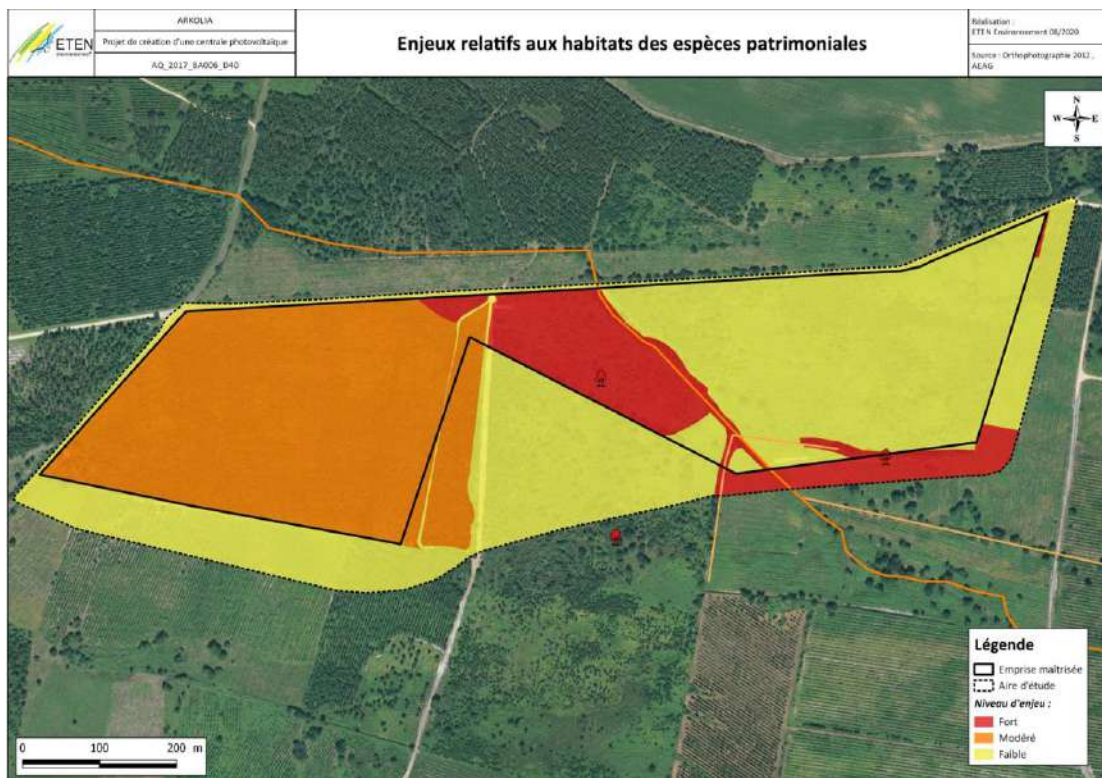 ETEN
ARKOLIA
Projet de création d'une centrale photovoltaïque
AQ_2017_BA006_D40
Enjeux relatifs aux habitats des espèces patrimoniales
Réalisation :
ETEN Environnement 08/2020
Source : Orthophotographie 2012 ,
AEAG
N
W E
S
Légende
Emprise maîtrisée
Aire d'étude
Niveau d'enjeu :
Fort
Modéré
Faible
0 100 200 m